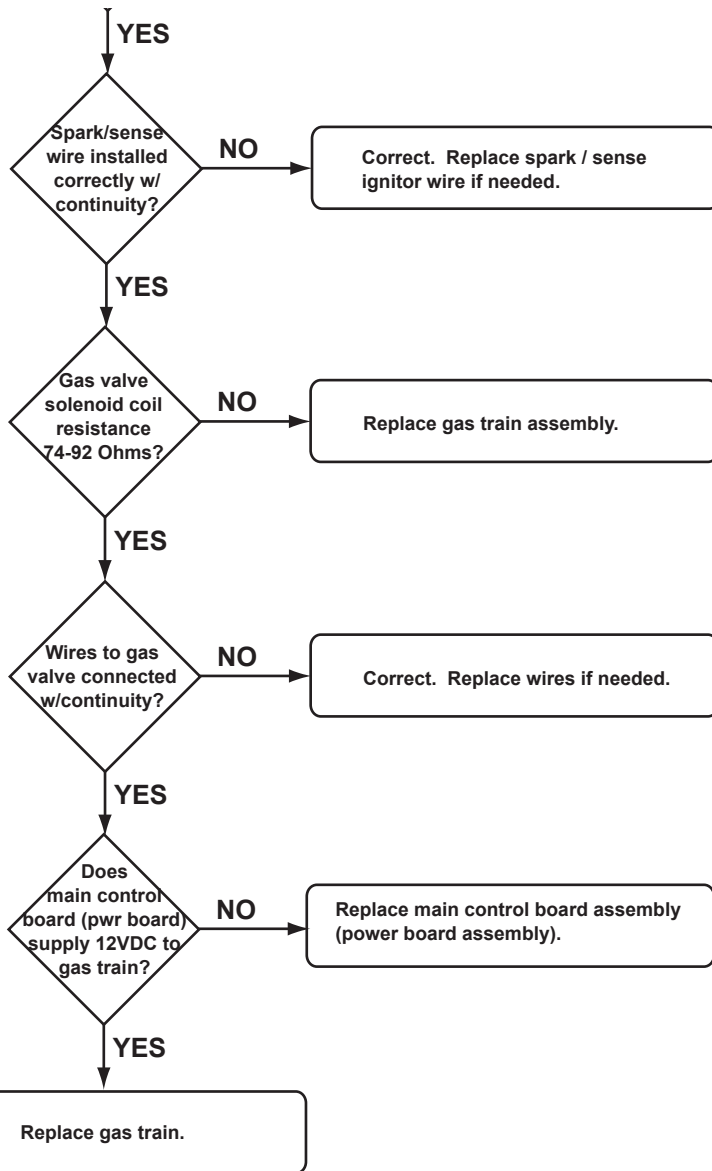 YES
Spark/sense
wire installed
correctly w/
continuity?
NO
Correct.  Replace spark / sense
ignitor wire if needed.
YES
Gas valve
solenoid coil
resistance
74-92 Ohms?
NO
Replace gas train assembly.
YES
Wires to gas
valve connected
w/continuity?
NO
Correct.  Replace wires if needed.
YES
Does
main control
board (pwr board)
supply 12VDC to
gas train?
NO
Replace main control board assembly
(power board assembly).
YES
Replace gas train.